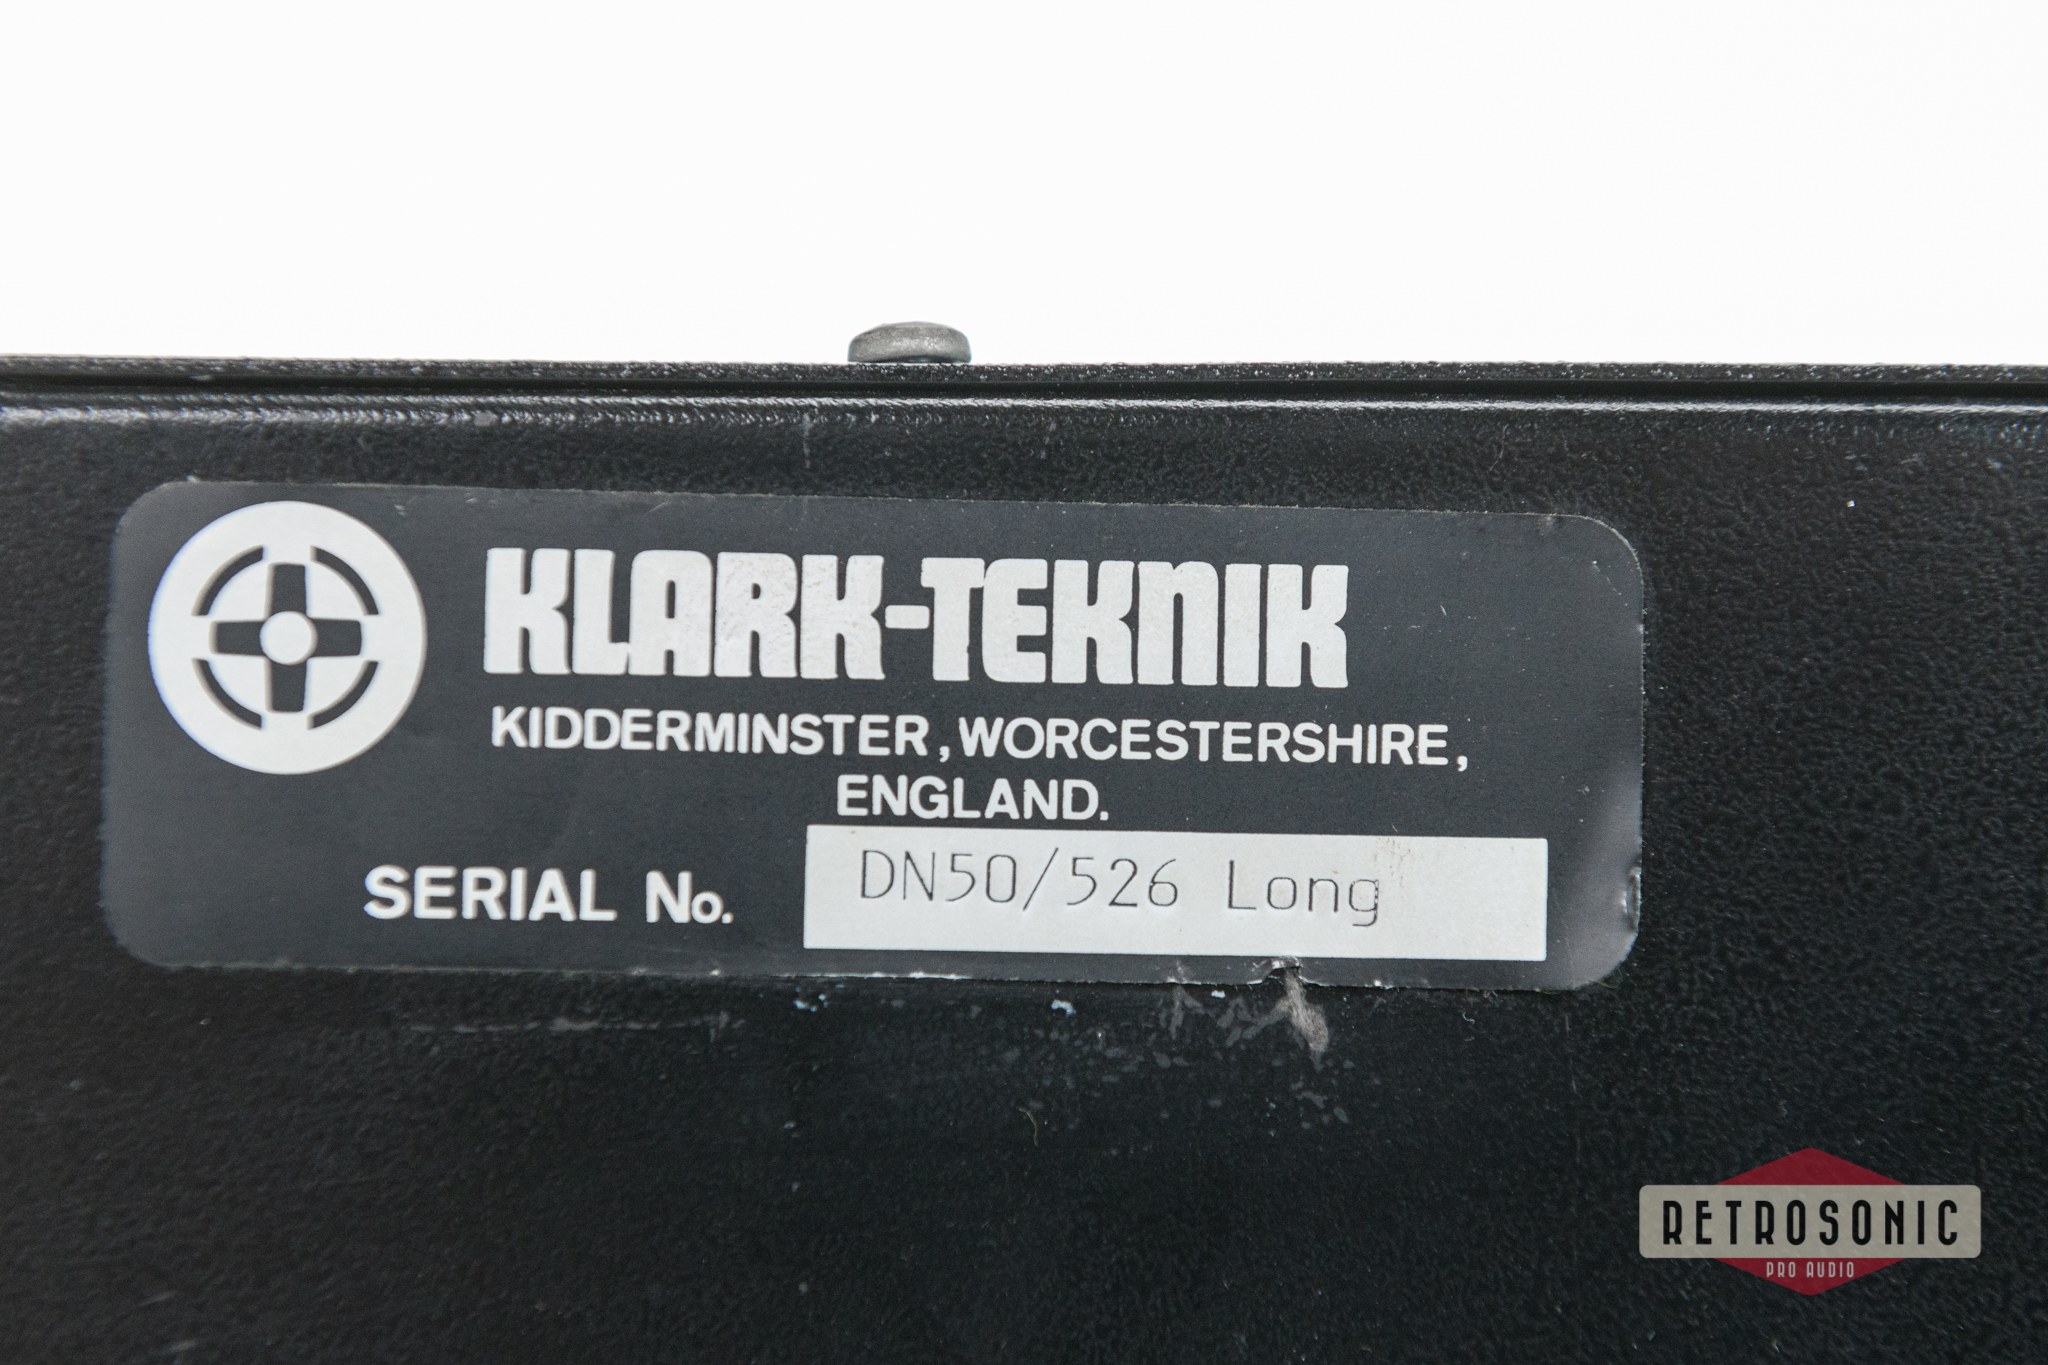 KLARK-TEKNIK
KIDDERMINSTER, WORCESTERSHIRE,
ENGLAND.
SERIAL No. DN50/526 Long
RETROSONIC
PRO AUDIO